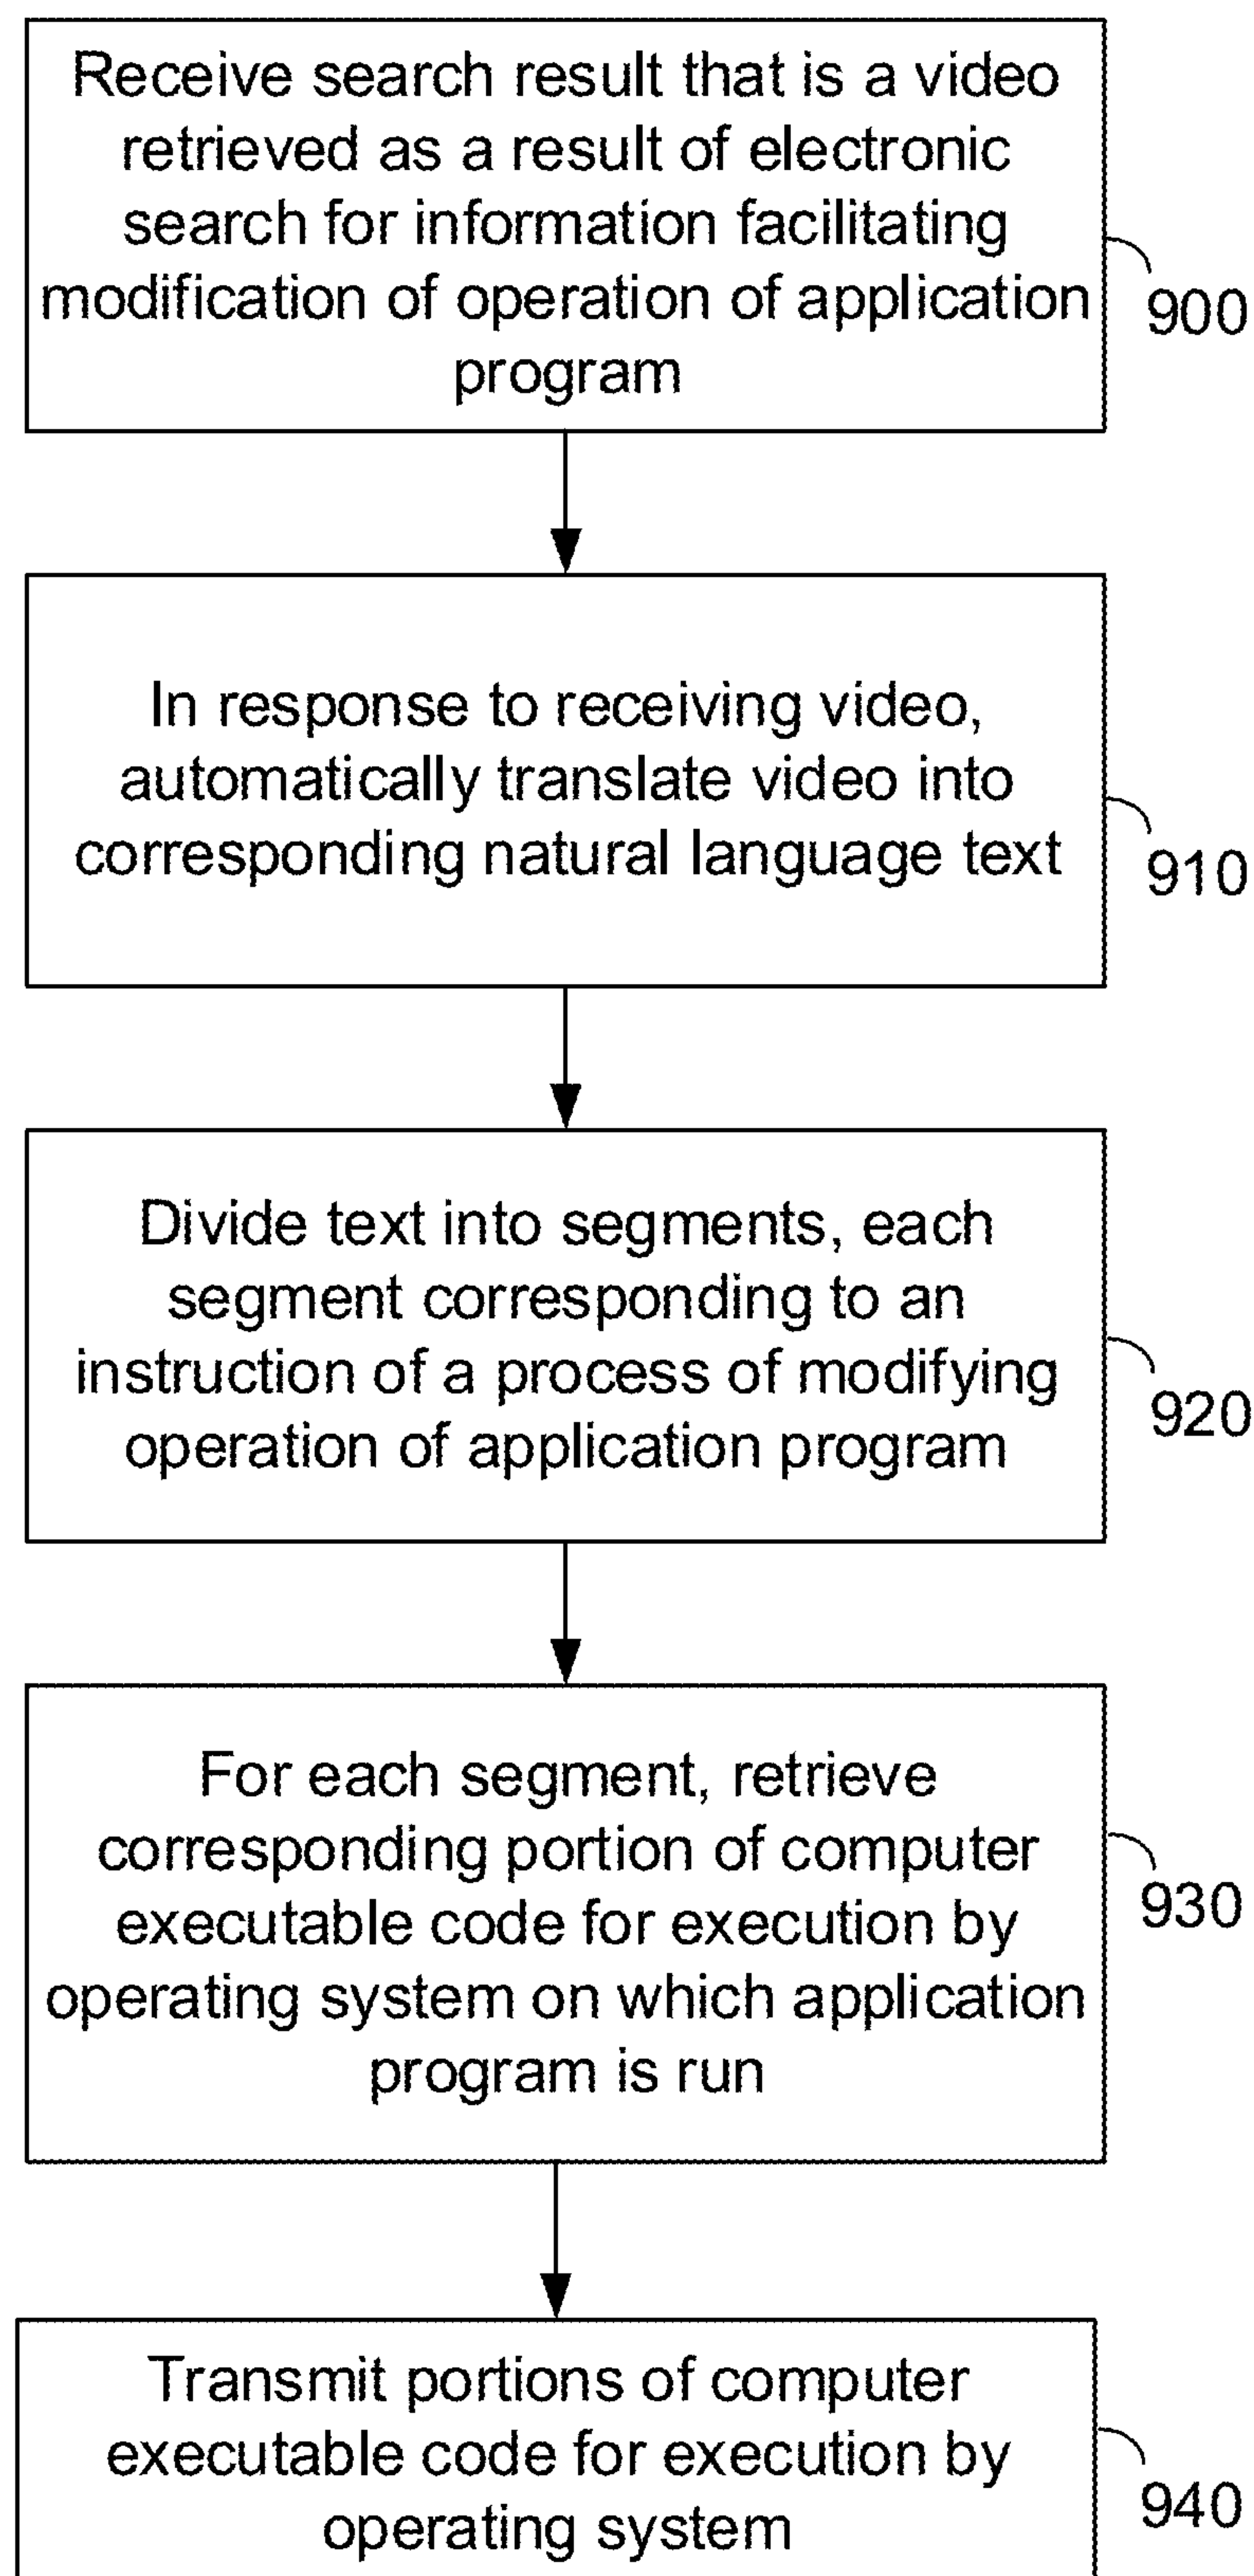 Receive search result that is a video
retrieved as a result of electronic
search for information facilitating
modification of operation of application
program
900
In response to receiving video,
automatically translate video into
corresponding natural language text
910
Divide text into segments, each
segment corresponding to an
instruction of a process of modifying
operation of application program
920
For each segment, retrieve
corresponding portion of computer
executable code for execution by
operating system on which application
program is run
930
Transmit portions of computer
executable code for execution by
operating system
940